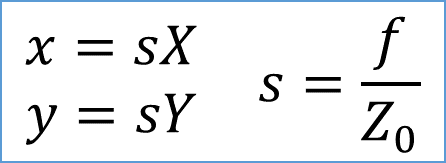 x = sX
y = sY
s = f / Z₀